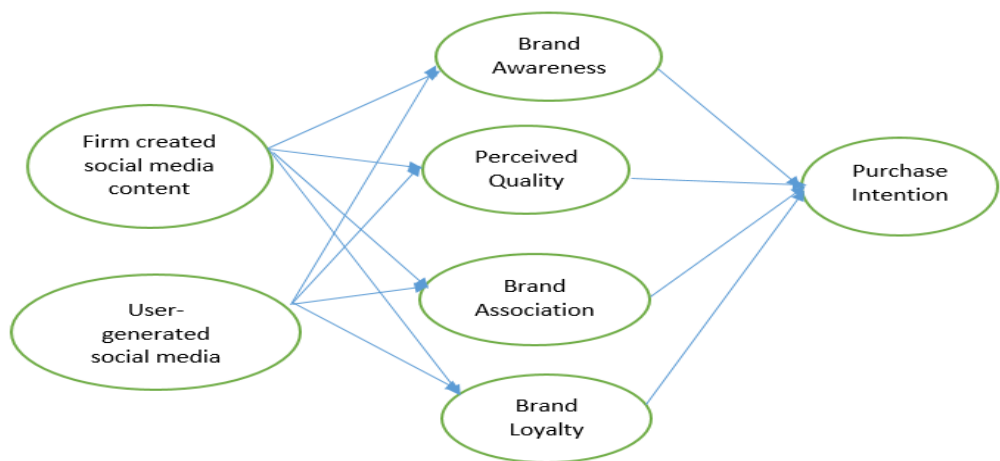 Brand
Awareness
Firm created
social media
content
Perceived
Quality
Purchase
Intention
User-
generated
social media
Brand
Association
Brand
Loyalty